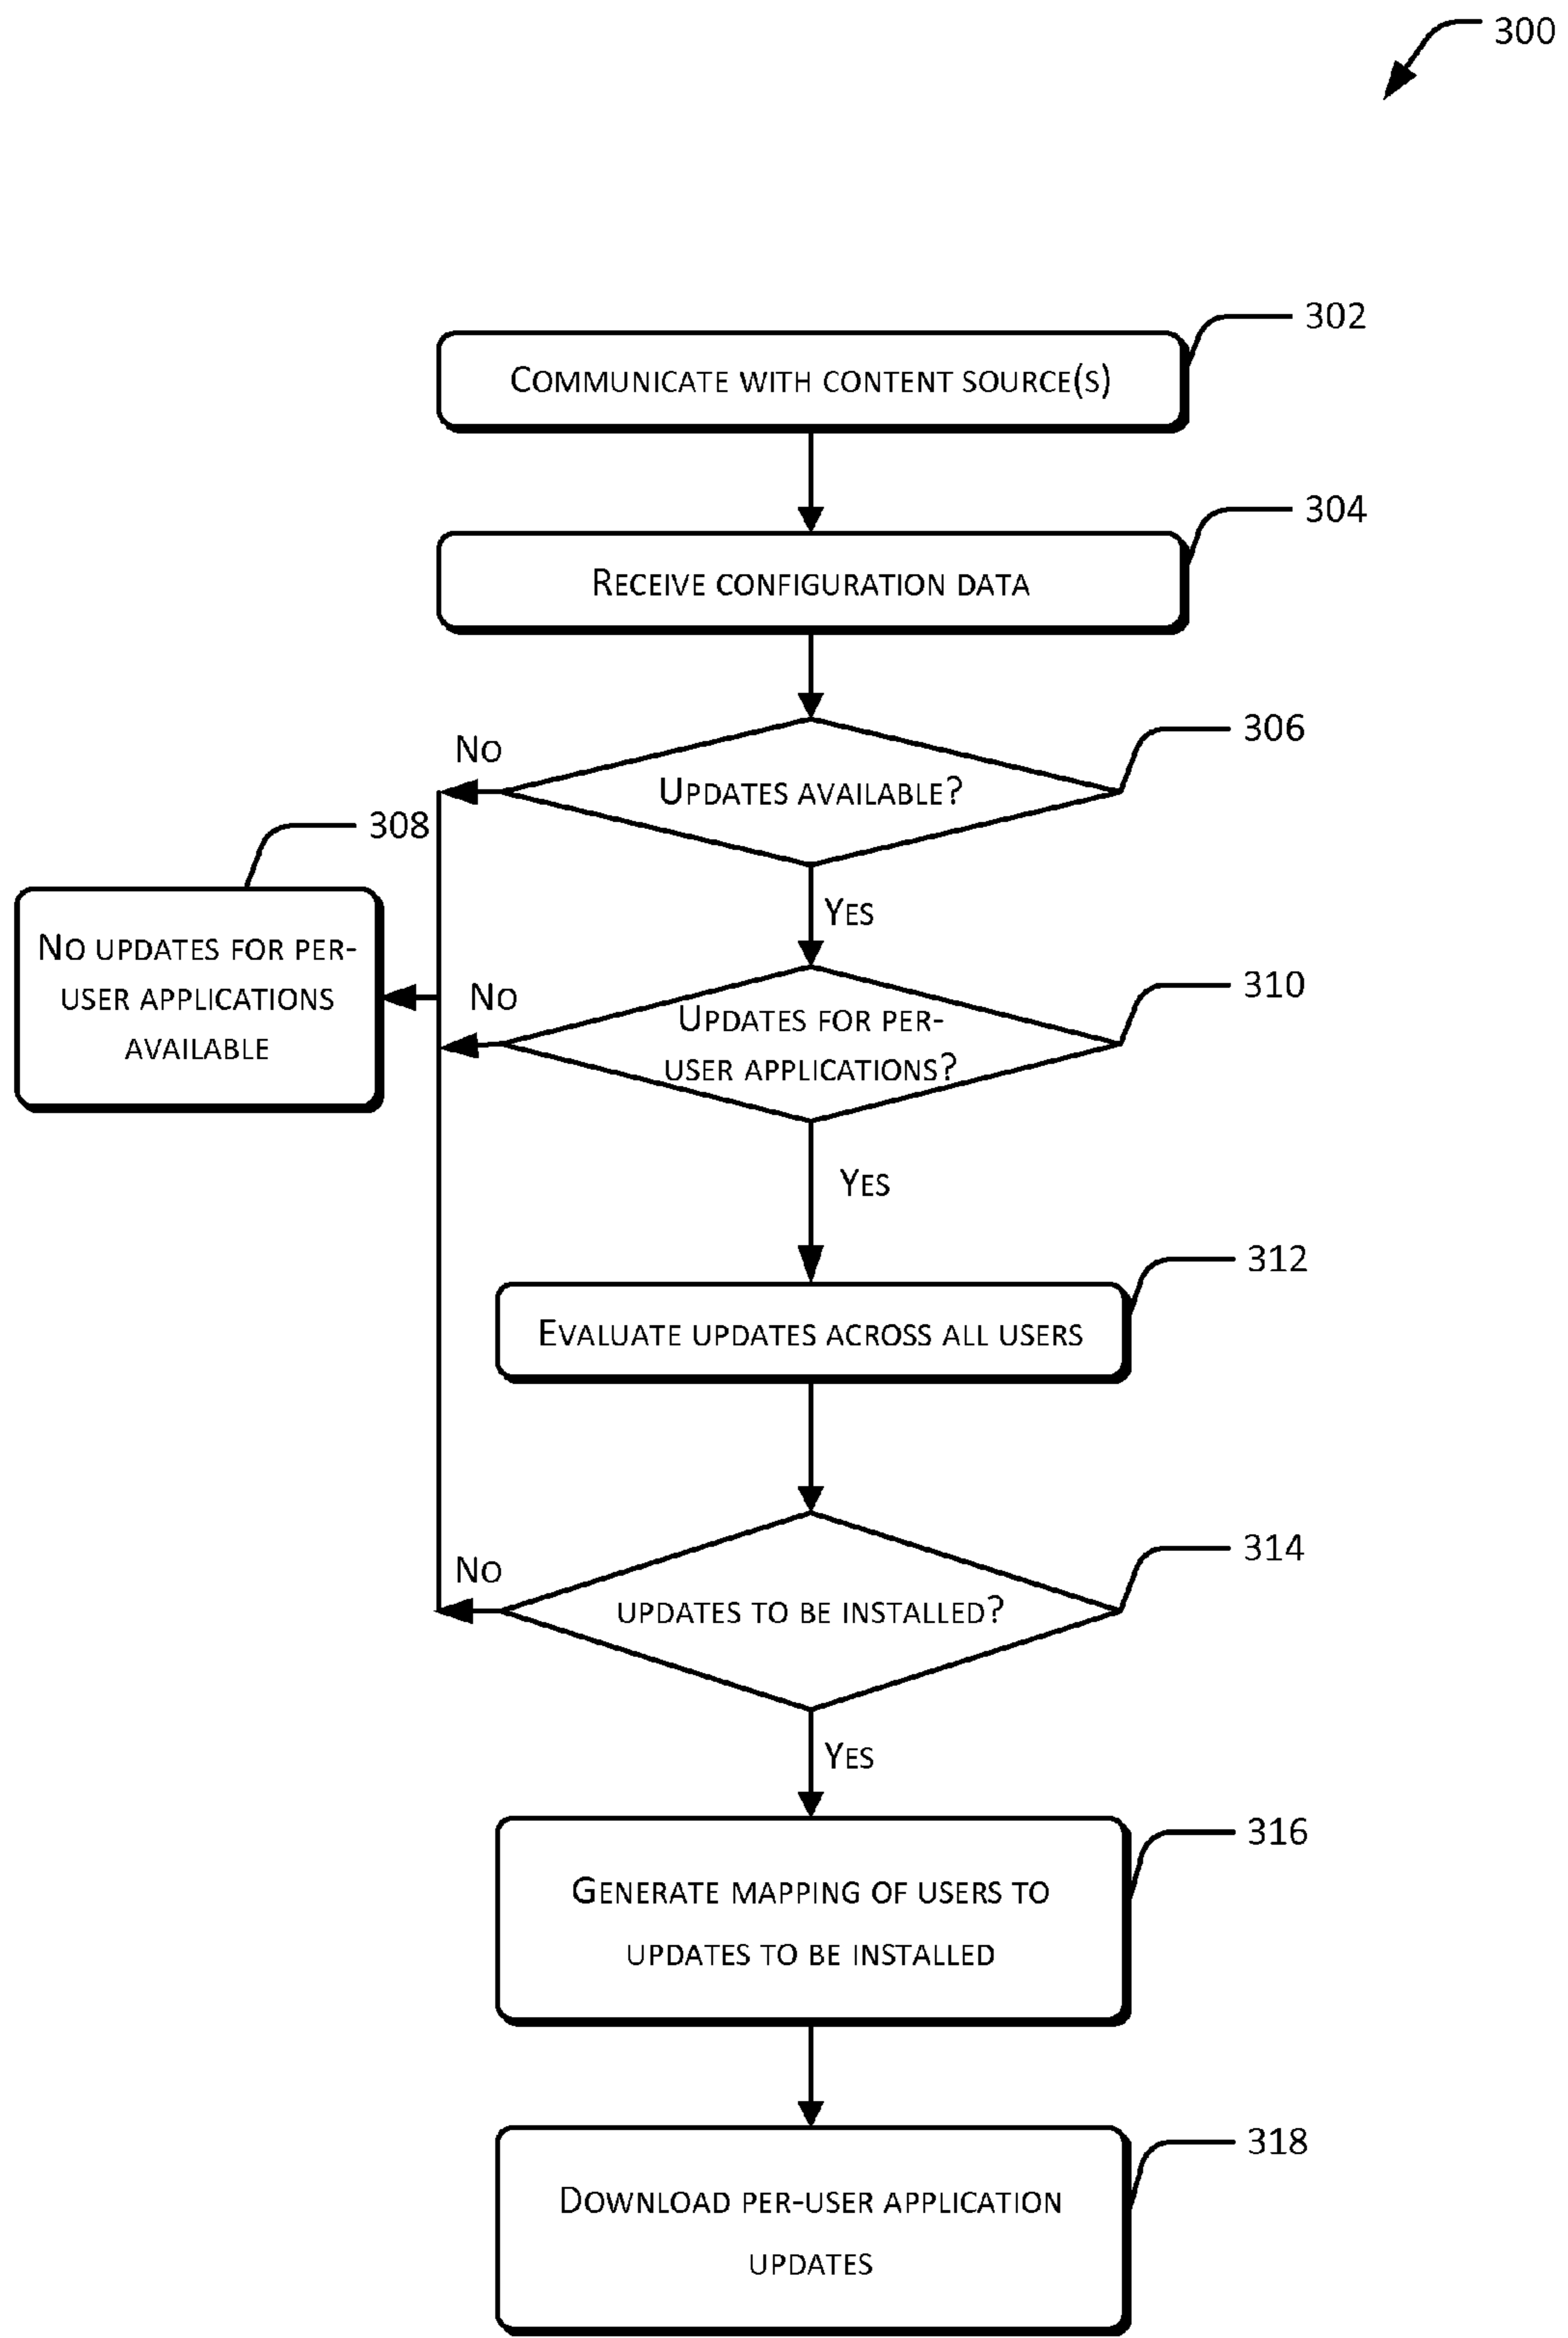 300
302
Communicate with content source(s)
304
Receive configuration data
306
No
Updates available?
308
Yes
No updates for per-
user applications
available
310
No
Updates for per-
user applications?
Yes
312
Evaluate updates across all users
314
No
updates to be installed?
Yes
316
Generate mapping of users to
updates to be installed
318
Download per-user application
updates